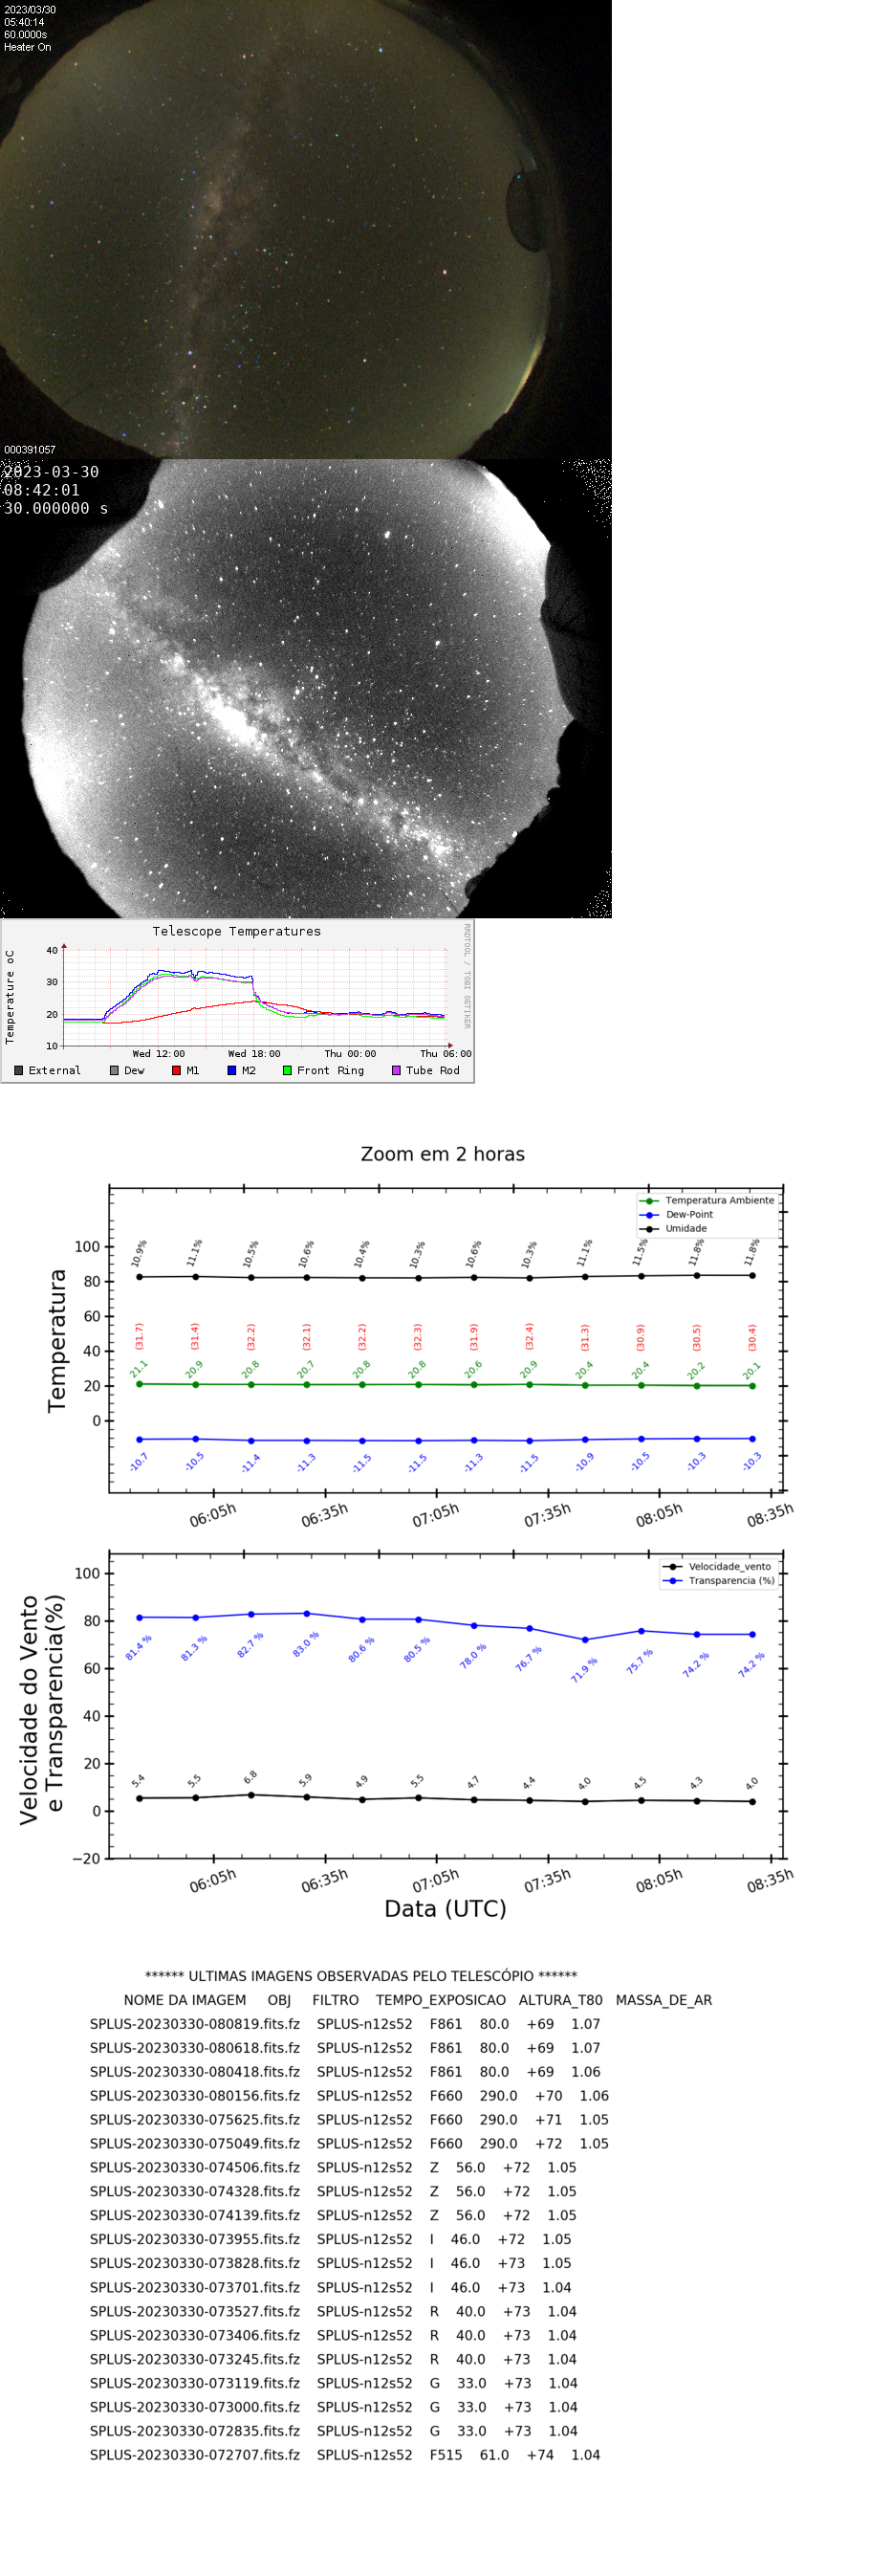 2023/03/30
05:40:14
60.0000s
Heater On
000391057
2023-03-30
08:42:01
30.000000 s
Telescope Temperatures
RRDTOOL / TOBI OETIKER
Temperature oC
40
30
20
10
Wed 12:00 Wed 18:00 Thu 00:00 Thu 06:00
External Dew M1 M2 Front Ring Tube Rod
Zoom em 2 horas
Temperatura Ambiente
Dew-Point
Umidade
Temperatura
100
80
60
40
20
0
10.9% 11.1% 10.5% 10.6% 10.4% 10.3% 10.6% 10.3% 11.1% 11.5% 11.8% 11.8%
(31.7) (31.4) (32.2) (32.1) (32.2) (32.3) (31.9) (32.4) (31.3) (30.9) (30.5) (30.4)
21.1 20.9 20.8 20.7 20.8 20.8 20.6 20.9 20.4 20.4 20.2 20.1
-10.7 -10.5 -11.4 -11.3 -11.5 -11.5 -11.3 -11.5 -10.9 -10.5 -10.3 -10.3
06:05h 06:35h 07:05h 07:35h 08:05h 08:35h
Velocidade_vento
Transparencia (%)
Velocidade do Vento
e Transparencia(%)
100
80
60
40
20
0
−20
81.4 % 81.3 % 82.7 % 83.0 % 80.6 % 80.5 % 78.0 % 76.7 % 71.9 % 75.7 % 74.2 % 74.2 %
5.4 5.5 6.8 5.9 4.9 5.5 4.7 4.4 4.0 4.5 4.3 4.0
06:05h 06:35h 07:05h 07:35h 08:05h 08:35h
Data (UTC)
****** ULTIMAS IMAGENS OBSERVADAS PELO TELESCÓPIO ******
NOME DA IMAGEM OBJ FILTRO TEMPO_EXPOSICAO ALTURA_T80 MASSA_DE_AR
SPLUS-20230330-080819.fits.fz SPLUS-n12s52 F861 80.0 +69 1.07
SPLUS-20230330-080618.fits.fz SPLUS-n12s52 F861 80.0 +69 1.07
SPLUS-20230330-080418.fits.fz SPLUS-n12s52 F861 80.0 +69 1.06
SPLUS-20230330-080156.fits.fz SPLUS-n12s52 F660 290.0 +70 1.06
SPLUS-20230330-075625.fits.fz SPLUS-n12s52 F660 290.0 +71 1.05
SPLUS-20230330-075049.fits.fz SPLUS-n12s52 F660 290.0 +72 1.05
SPLUS-20230330-074506.fits.fz SPLUS-n12s52 Z 56.0 +72 1.05
SPLUS-20230330-074328.fits.fz SPLUS-n12s52 Z 56.0 +72 1.05
SPLUS-20230330-074139.fits.fz SPLUS-n12s52 Z 56.0 +72 1.05
SPLUS-20230330-073955.fits.fz SPLUS-n12s52 I 46.0 +72 1.05
SPLUS-20230330-073828.fits.fz SPLUS-n12s52 I 46.0 +73 1.05
SPLUS-20230330-073701.fits.fz SPLUS-n12s52 I 46.0 +73 1.04
SPLUS-20230330-073527.fits.fz SPLUS-n12s52 R 40.0 +73 1.04
SPLUS-20230330-073406.fits.fz SPLUS-n12s52 R 40.0 +73 1.04
SPLUS-20230330-073245.fits.fz SPLUS-n12s52 R 40.0 +73 1.04
SPLUS-20230330-073119.fits.fz SPLUS-n12s52 G 33.0 +73 1.04
SPLUS-20230330-073000.fits.fz SPLUS-n12s52 G 33.0 +73 1.04
SPLUS-20230330-072835.fits.fz SPLUS-n12s52 G 33.0 +73 1.04
SPLUS-20230330-072707.fits.fz SPLUS-n12s52 F515 61.0 +74 1.04